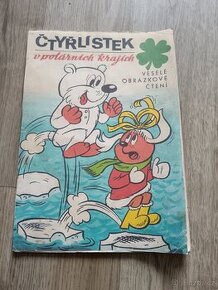 ČTYŘLÍSTEK
v polárních krajích
VESELÉ
OBRÁZKOVÉ
ČTENÍ